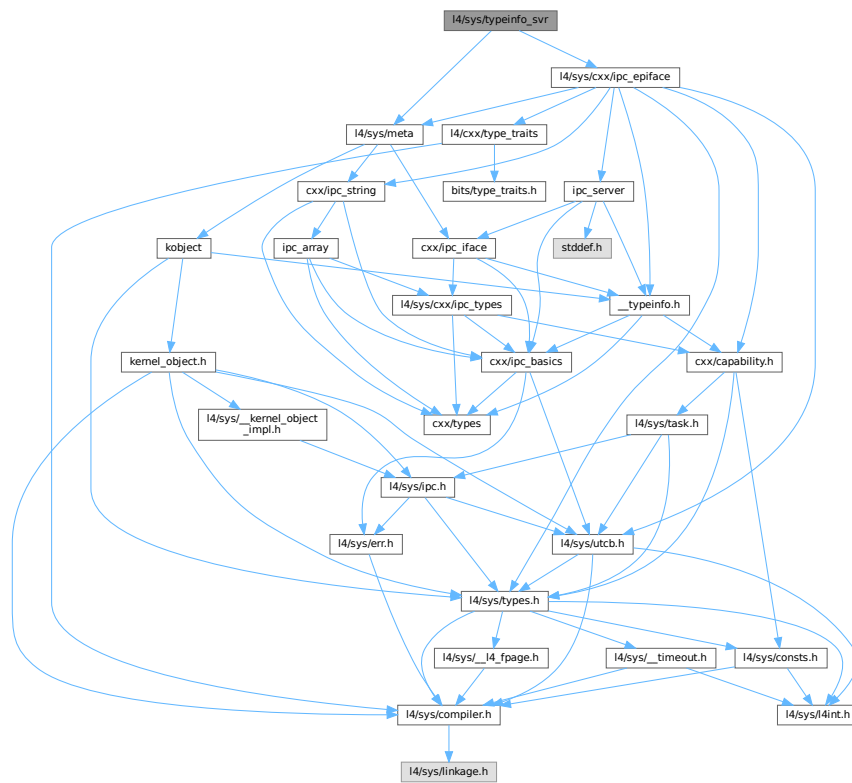 l4/sys/typeinfo_svr
l4/sys/cxx/ipc_epiface
l4/sys/meta
l4/cxx/type_traits
cxx/ipc_string
bits/type_traits.h
ipc_server
kobject
ipc_array
cxx/ipc_iface
stddef.h
l4/sys/cxx/ipc_types
__typeinfo.h
kernel_object.h
cxx/ipc_basics
cxx/capability.h
l4/sys/__kernel_object
_impl.h
cxx/types
l4/sys/task.h
l4/sys/ipc.h
l4/sys/err.h
l4/sys/utcb.h
l4/sys/types.h
l4/sys/__l4_fpage.h
l4/sys/__timeout.h
l4/sys/consts.h
l4/sys/compiler.h
l4/sys/l4int.h
l4/sys/linkage.h